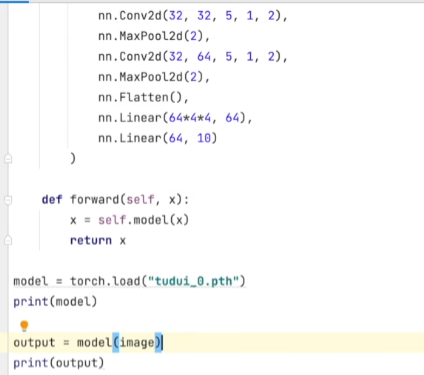 nn.Conv2d(32, 32, 5, 1, 2),
nn.MaxPool2d(2),
nn.Conv2d(32, 64, 5, 1, 2),
nn.MaxPool2d(2),
nn.Flatten(),
nn.Linear(64*4*4, 64),
nn.Linear(64, 10)
)
def forward(self, x):
x = self.model(x)
return x
model = torch.load("tudui_0.pth")
print(model)
output = model(image)
print(output)